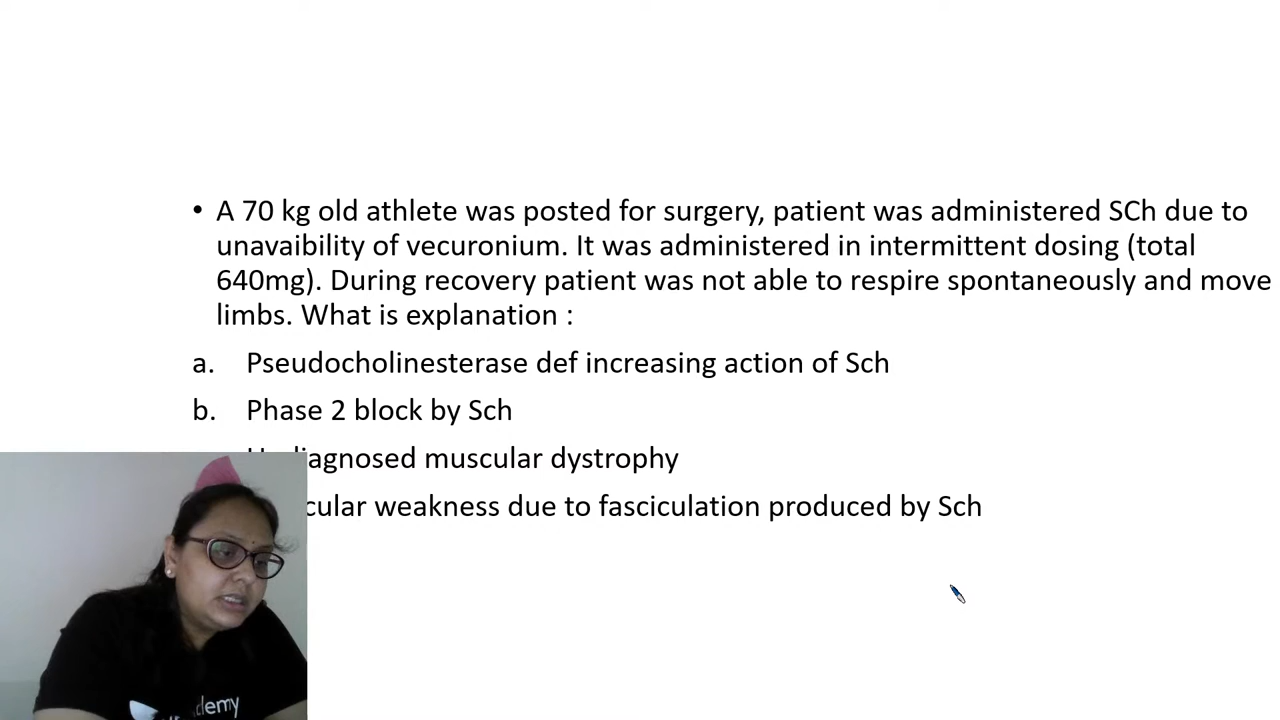 • A 70 kg old athlete was posted for surgery, patient was administered SCh due to
unavaibility of vecuronium. It was administered in intermittent dosing (total
640mg). During recovery patient was not able to respire spontaneously and move
limbs. What is explanation :
a. Pseudocholinesterase def increasing action of Sch
b. Phase 2 block by Sch
muscular dystrophy
weakness due to fasciculation produced by Sch